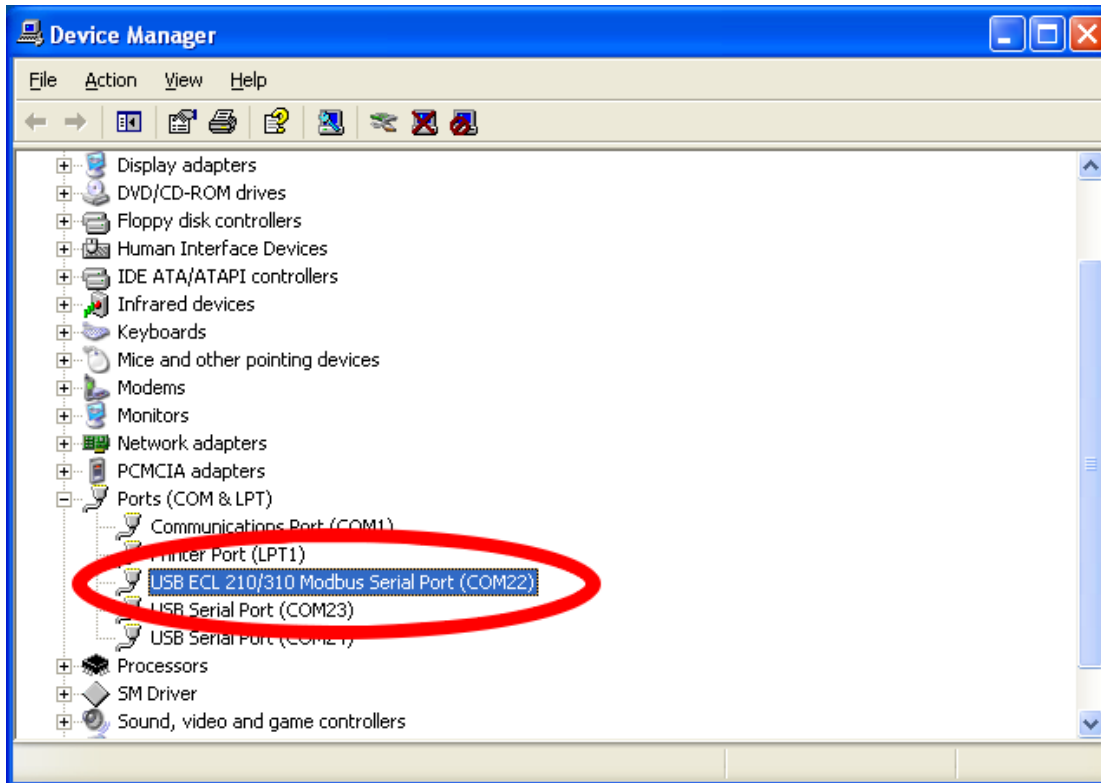 Device Manager
File Action View Help
Display adapters
DVD/CD-ROM drives
Floppy disk controllers
Human Interface Devices
IDE ATA/ATAPI controllers
Infrared devices
Keyboards
Mice and other pointing devices
Modems
Monitors
Network adapters
PCMCIA adapters
Ports (COM & LPT)
Communications Port (COM1)
Printer Port (LPT1)
USB ECL 210/310 Modbus Serial Port (COM22)
USB Serial Port (COM23)
USB Serial Port
Processors
SM Driver
Sound, video and game controllers